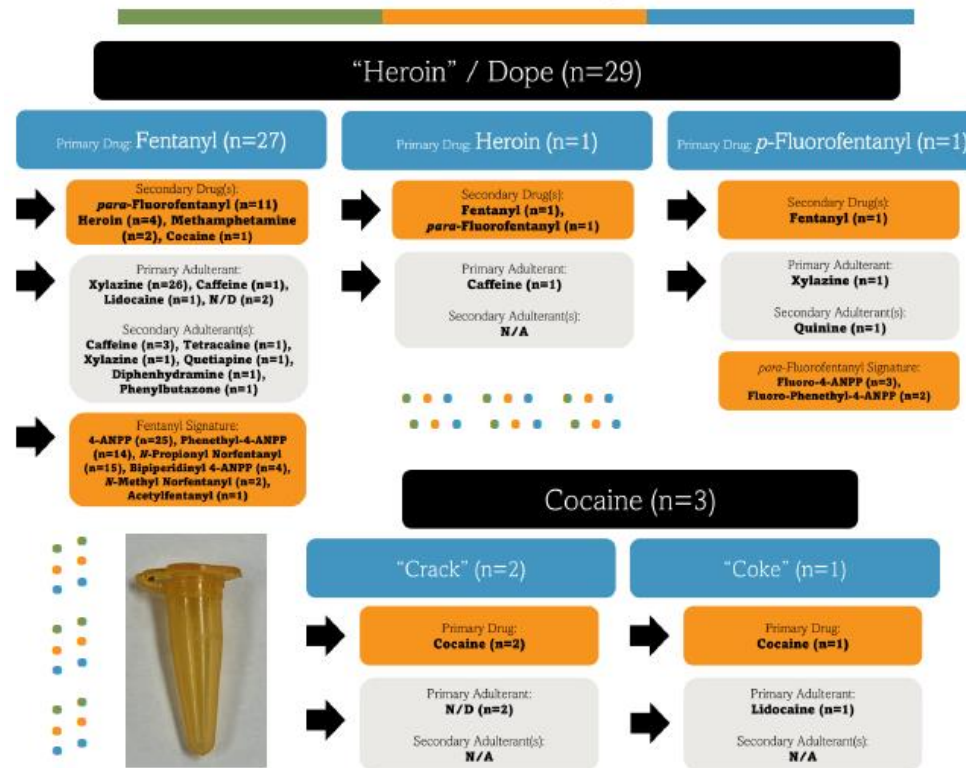 “Heroin” / Dope (n=29)
Primary Drug: Fentanyl (n=27)
Secondary Drug(s):
para-Fluorofentanyl (n=11)
Heroin (n=4), Methamphetamine
(n=2), Cocaine (n=1)
Primary Adulterant:
Xylazine (n=26), Caffeine (n=1),
Lidocaine (n=1), N/D (n=2)
Secondary Adulterant(s):
Caffeine (n=3), Tetracaine (n=1),
Xylazine (n=1), Quetiapine (n=1),
Diphenhydramine (n=1),
Phenylbutazone (n=1)
Fentanyl Signature:
4-ANPP (n=25), Phenethyl-4-ANPP
(n=14), N-Propionyl Norfentanyl
(n=15), Bipiperidinyl 4-ANPP (n=4),
N-Methyl Norfentanyl (n=2),
Acetylfentanyl (n=1)
Primary Drug: Heroin (n=1)
Secondary Drug(s):
Fentanyl (n=1),
para-Fluorofentanyl (n=1)
Primary Adulterant:
Caffeine (n=1)
Secondary Adulterant(s):
N/A
Primary Drug: p-Fluorofentanyl (n=1)
Secondary Drug(s):
Fentanyl (n=1)
Primary Adulterant:
Xylazine (n=1)
Secondary Adulterant(s):
Quinine (n=1)
para-Fluorofentanyl Signature:
Fluoro-4-ANPP (n=3),
Fluoro-Phenethyl-4-ANPP (n=2)
Cocaine (n=3)
“Crack” (n=2)
Primary Drug:
Cocaine (n=2)
Primary Adulterant:
N/D (n=2)
Secondary Adulterant(s):
N/A
“Coke” (n=1)
Primary Drug:
Cocaine (n=1)
Primary Adulterant:
Lidocaine (n=1)
Secondary Adulterant(s):
N/A